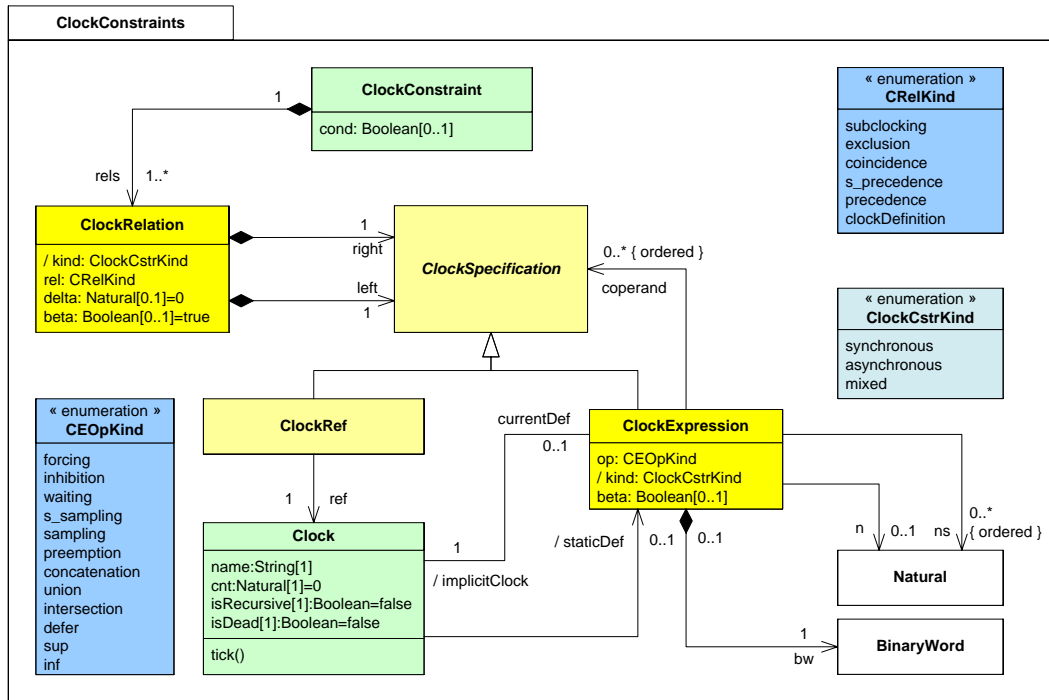 ClockConstraints
ClockConstraint
cond: Boolean[0..1]
1
rels
1..*
ClockRelation
/ kind: ClockCstrKind
rel: CRelKind
delta: Natural[0.1]=0
beta: Boolean[0..1]=true
1
right
left
1
ClockSpecification
0..* { ordered }
coperand
« enumeration »
CRelKind
subclocking
exclusion
coincidence
s_precedence
precedence
clockDefinition
« enumeration »
ClockCstrKind
synchronous
asynchronous
mixed
« enumeration »
CEOpKind
forcing
inhibition
waiting
s_sampling
sampling
preemption
concatenation
union
intersection
defer
sup
inf
ClockRef
1
ref
currentDef
0..1
ClockExpression
op: CEOpKind
/ kind: ClockCstrKind
beta: Boolean[0..1]
Clock
name:String[1]
cnt:Natural[1]=0
isRecursive[1]:Boolean=false
isDead[1]:Boolean=false
tick()
1
/ implicitClock
/ staticDef
0..1
0..1
n
0..1
ns
0..*
{ ordered }
Natural
1
bw
BinaryWord